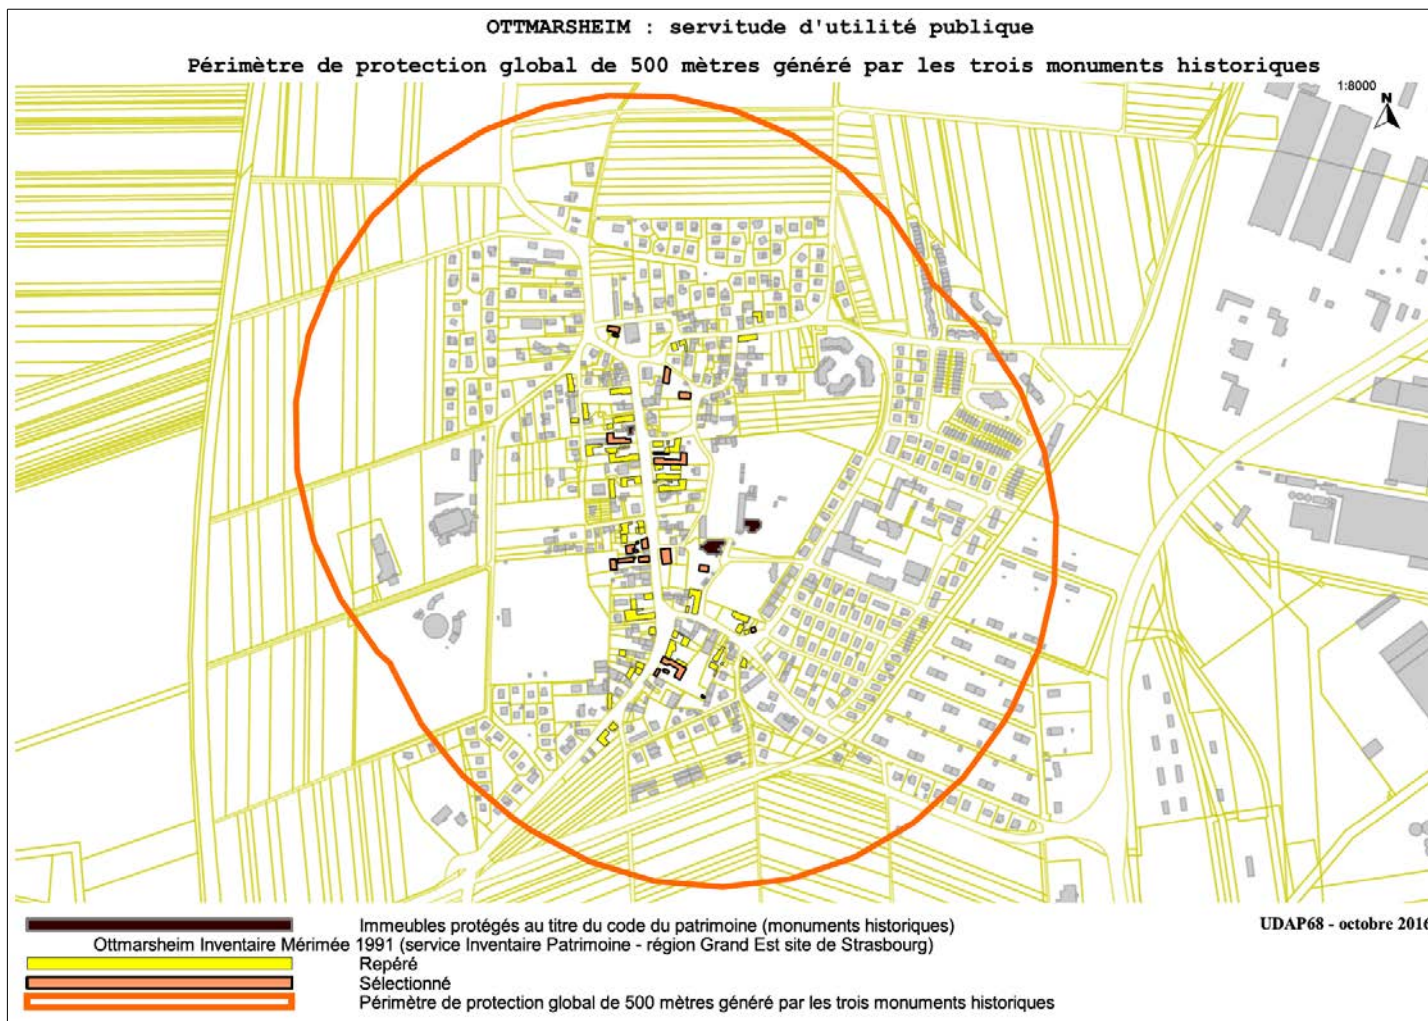 OTTMARSHEIM : servitude d'utilité publique
Périmètre de protection global de 500 mètres généré par les trois monuments historiques
1:8000
N
Immeubles protégés au titre du code du patrimoine (monuments historiques)
UDAP68 - octobre 2016
Ottmarsheim Inventaire Mérimée 1991 (service Inventaire Patrimoine - région Grand Est site de Strasbourg)
Repéré
Sélectionné
Périmètre de protection global de 500 mètres généré par les trois monuments historiques